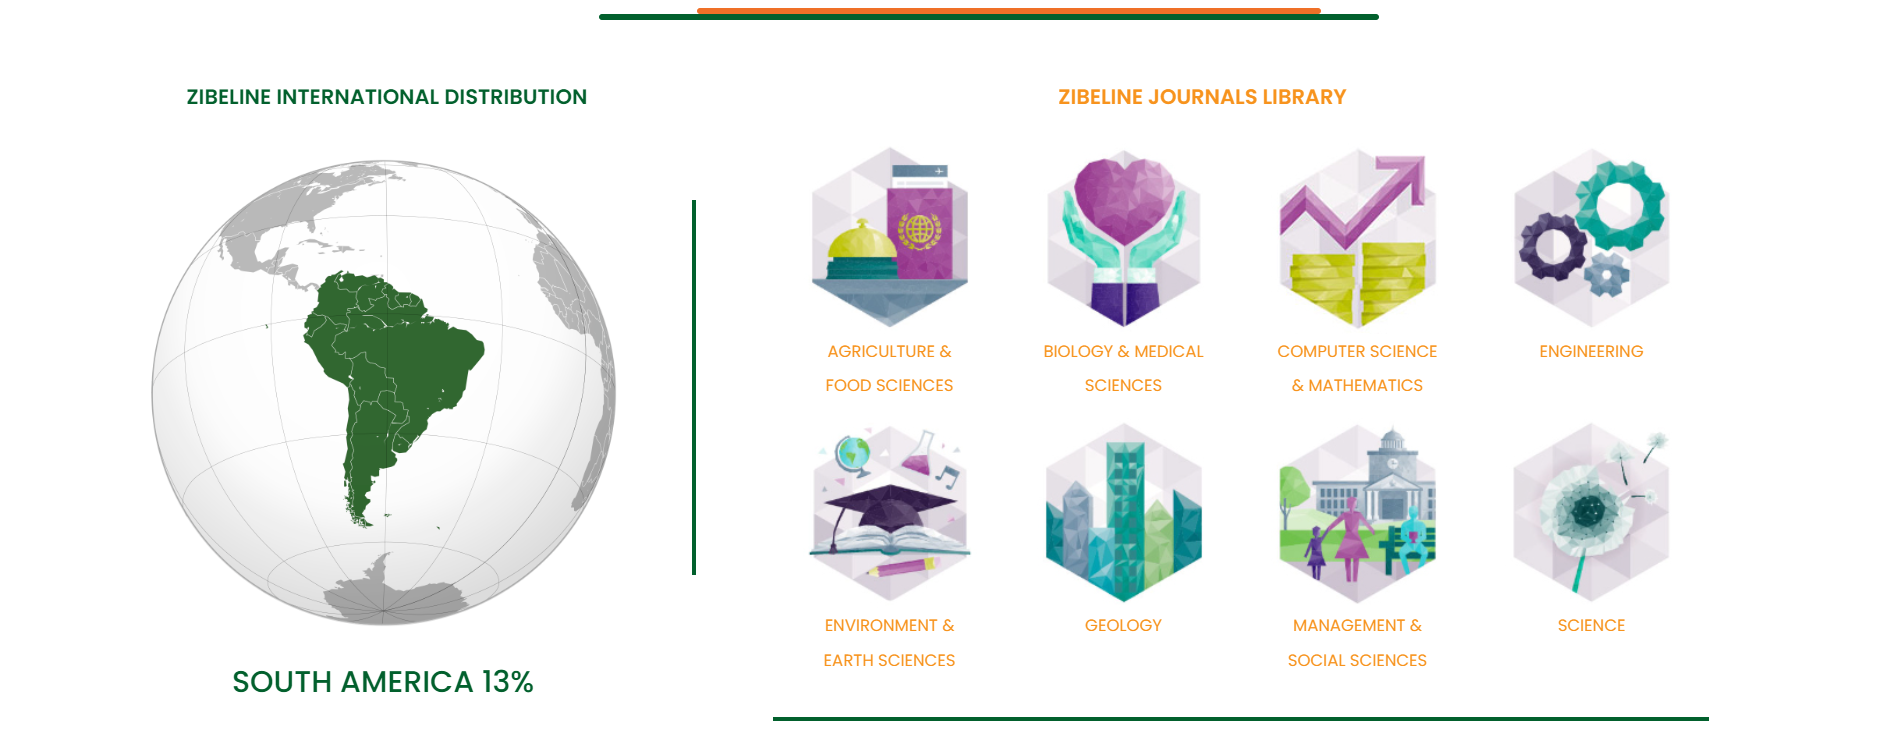 ZIBELINE INTERNATIONAL DISTRIBUTION
SOUTH AMERICA 13%
ZIBELINE JOURNALS LIBRARY
AGRICULTURE &
FOOD SCIENCES
BIOLOGY & MEDICAL
SCIENCES
COMPUTER SCIENCE
& MATHEMATICS
ENGINEERING
ENVIRONMENT &
EARTH SCIENCES
GEOLOGY
MANAGEMENT &
SOCIAL SCIENCES
SCIENCE